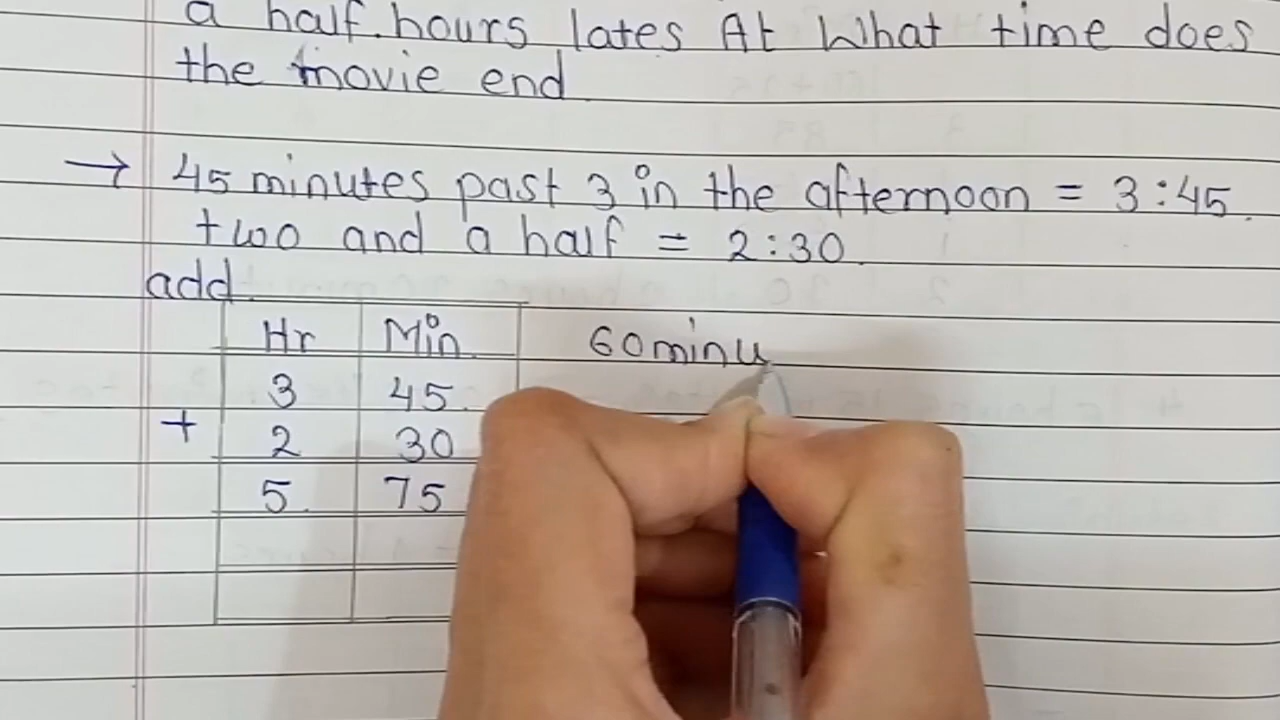 a half.hours lates At What time does
the movie end
→ 45 minutes past 3 in the afternoon = 3:45.
two and a half = 2:30.
add.
Hr Min. 60minu
3 45.
+ 2 30
5. 75